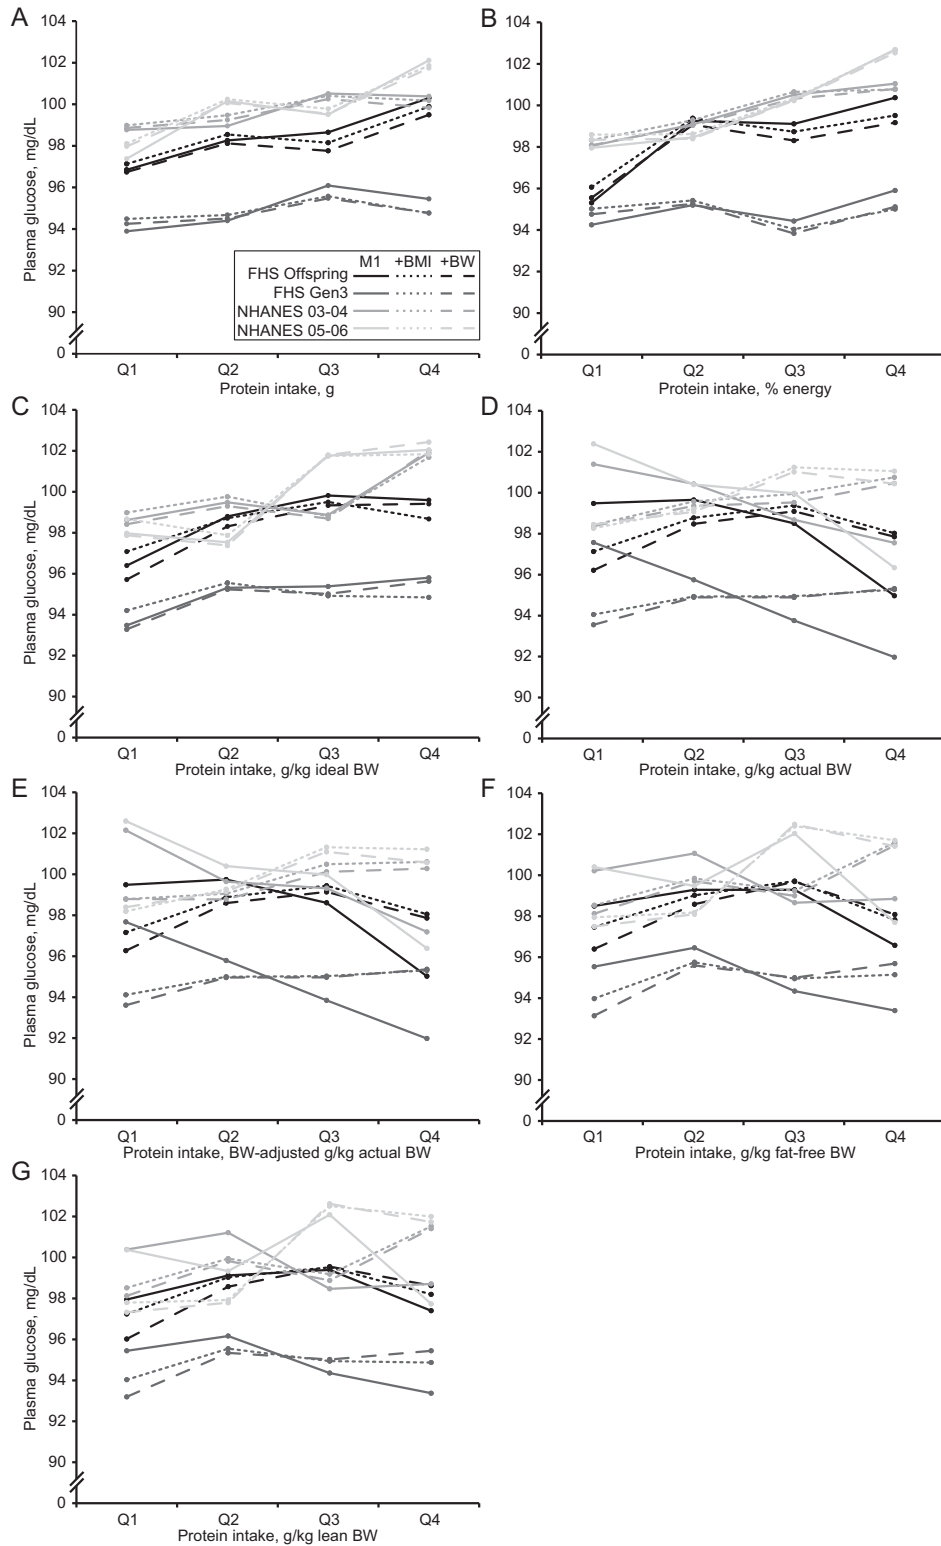 A
Plasma glucose, mg/dL
104
102
100
98
96
94
92
90
0
Q1 Q2 Q3 Q4
Protein intake, g
M1 +BMI +BW
FHS Offspring
FHS Gen3
NHANES 03-04
NHANES 05-06
B
104
102
100
98
96
94
92
90
0
Q1 Q2 Q3 Q4
Protein intake, % energy
C
Plasma glucose, mg/dL
104
102
100
98
96
94
92
90
0
Q1 Q2 Q3 Q4
Protein intake, g/kg ideal BW
D
104
102
100
98
96
94
92
90
0
Q1 Q2 Q3 Q4
Protein intake, g/kg actual BW
E
Plasma glucose, mg/dL
104
102
100
98
96
94
92
90
0
Q1 Q2 Q3 Q4
Protein intake, BW-adjusted g/kg actual BW
F
104
102
100
98
96
94
92
90
0
Q1 Q2 Q3 Q4
Protein intake, g/kg fat-free BW
G
Plasma glucose, mg/dL
104
102
100
98
96
94
92
90
0
Q1 Q2 Q3 Q4
Protein intake, g/kg lean BW